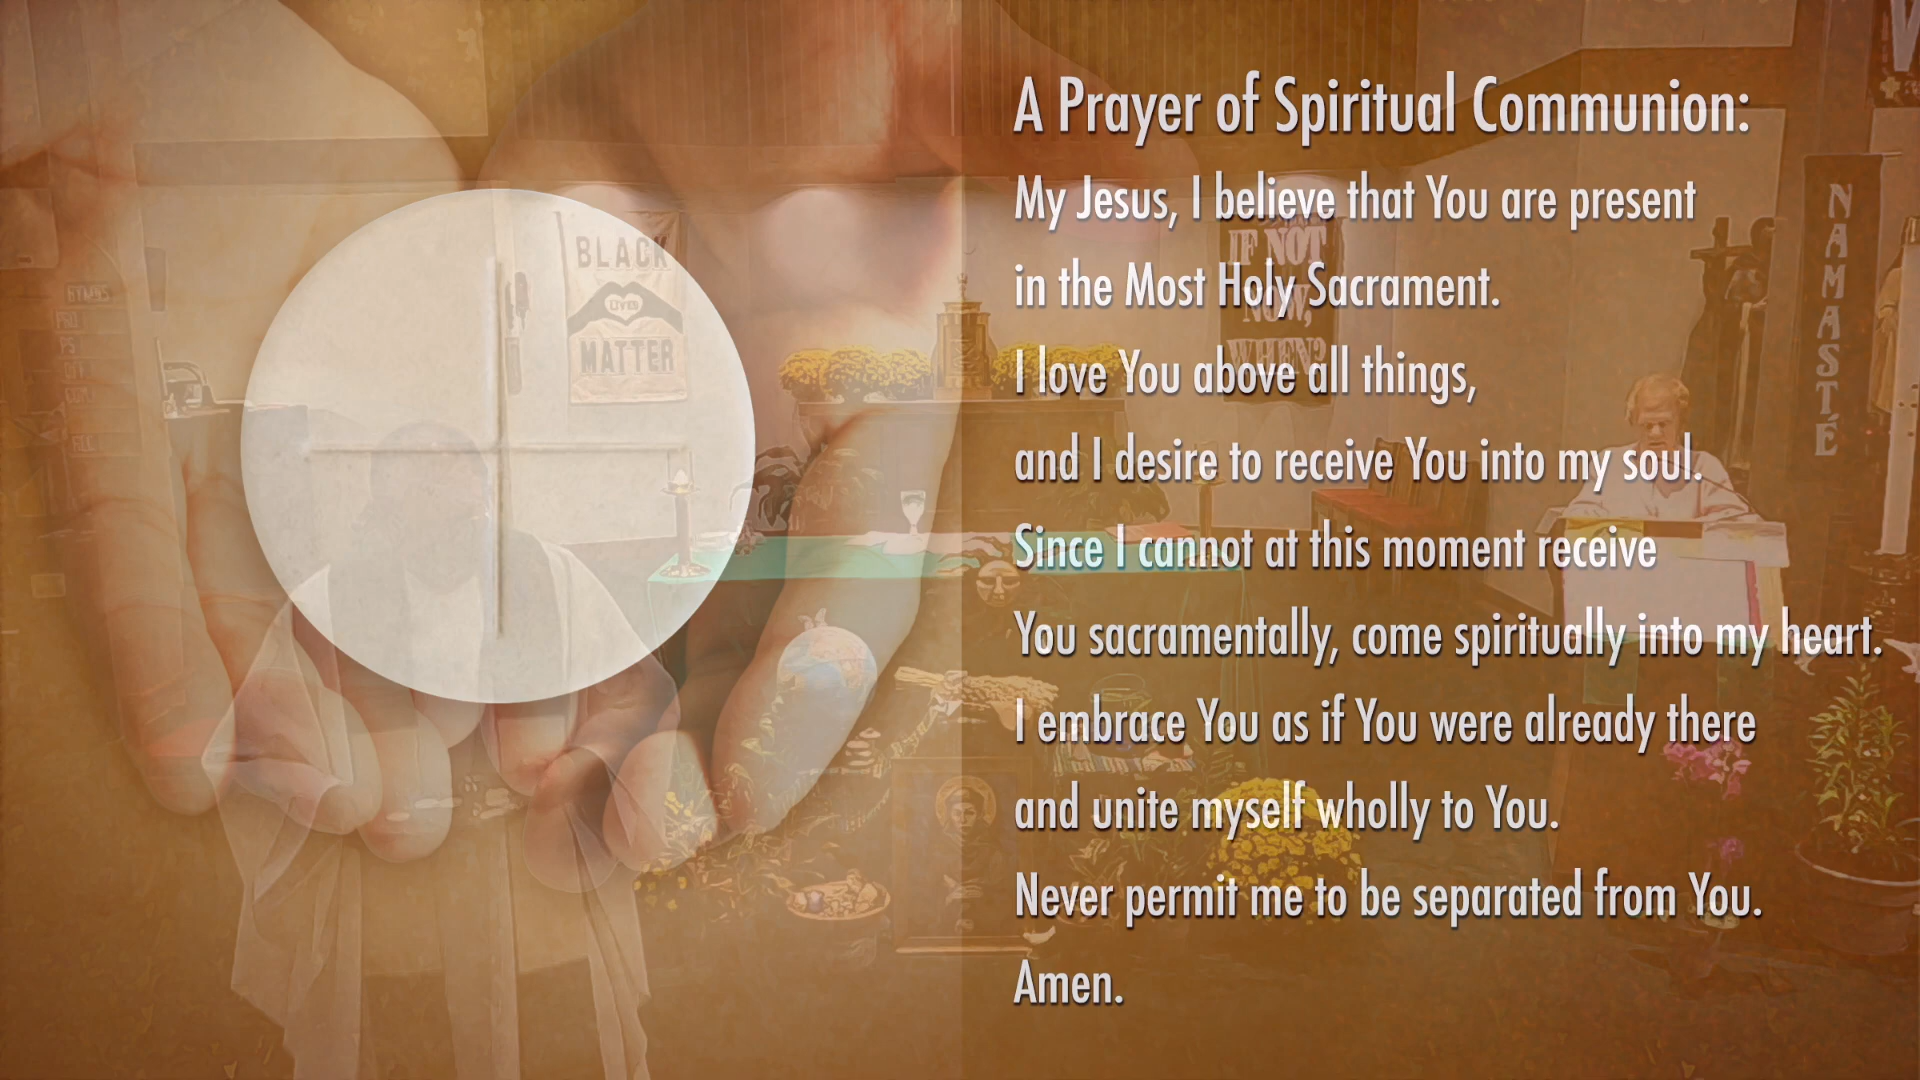 A Prayer of Spiritual Communion:
My Jesus, I believe that You are present
in the Most Holy Sacrament.
I love You above all things,
and I desire to receive You into my soul.
Since I cannot at this moment receive
You sacramentally, come spiritually into my heart.
I embrace You as if You were already there
and unite myself wholly to You.
Never permit me to be separated from You.
Amen.
BLACK
LIVES
MATTER
IF NOT
NOW,
WHEN?
NAMASTÉ